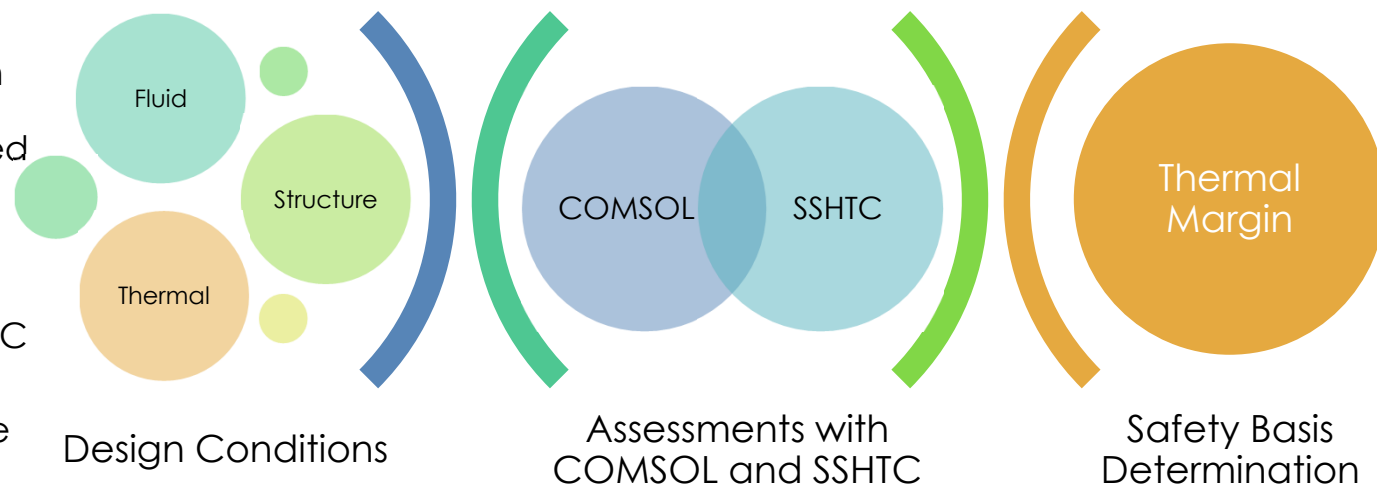 Fluid
Structure
Thermal
Design Conditions
COMSOL
SSHTC
Assessments with
COMSOL and SSHTC
Thermal
Margin
Safety Basis
Determination